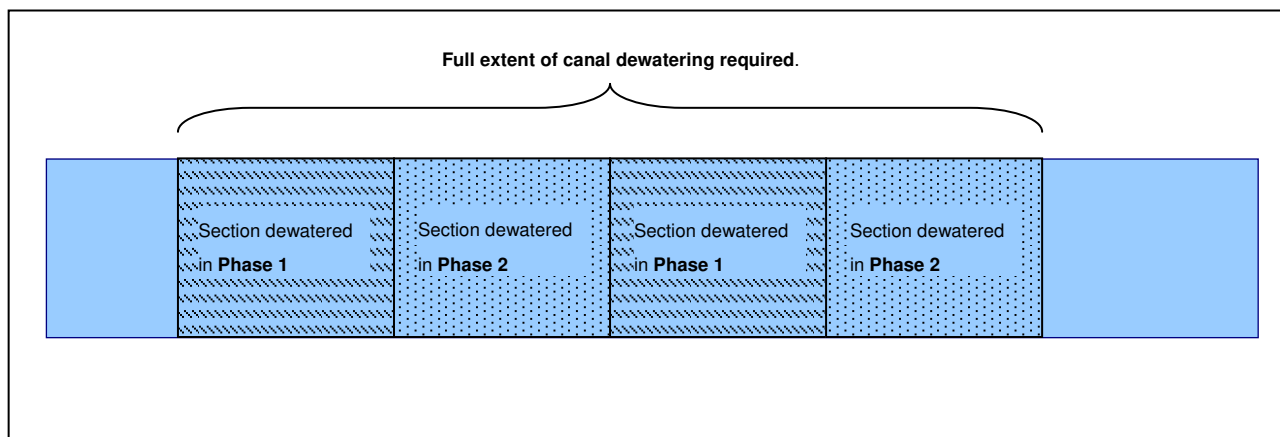 Full extent of canal dewatering required.
Section dewatered
in Phase 1
Section dewatered
in Phase 2
Section dewatered
in Phase 1
Section dewatered
in Phase 2